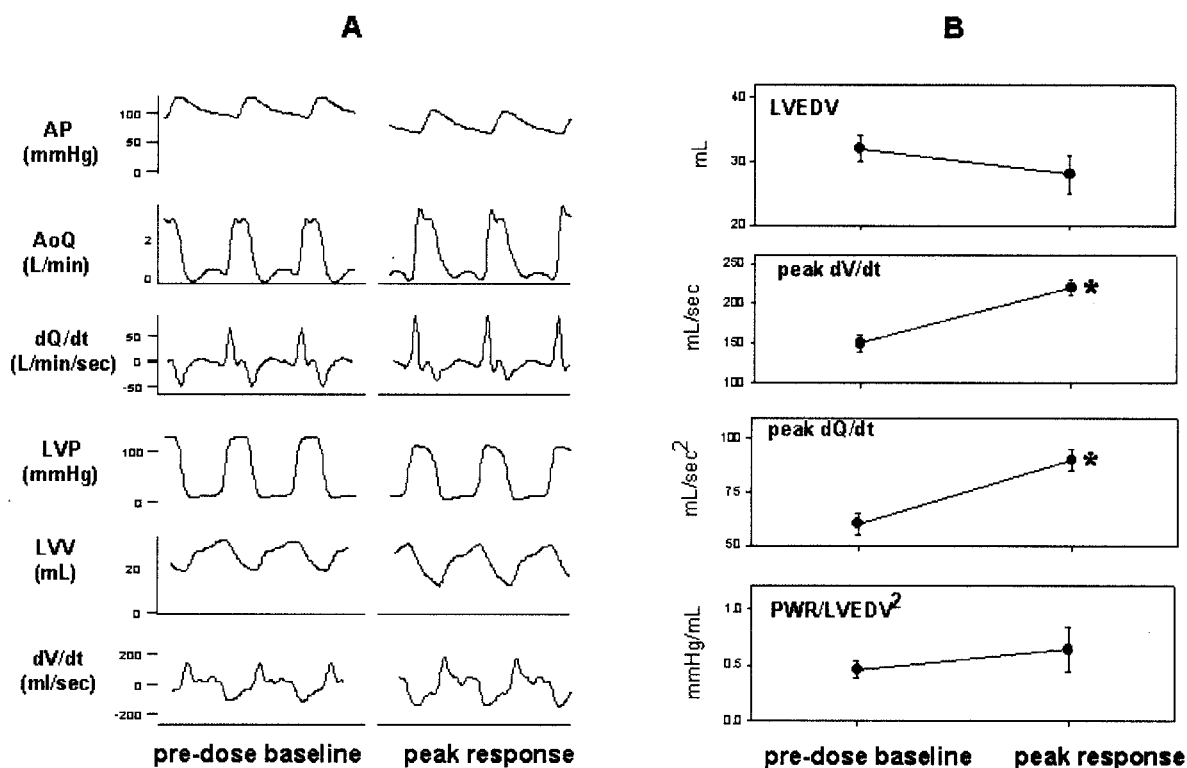 A
AP
(mmHg)
100
50
0
AoQ
(L/min)
2
0
dQ/dt
(L/min/sec)
50
0
-50
LVP
(mmHg)
100
0
LVV
(mL)
20
0
dV/dt
(ml/sec)
200
0
-200
pre-dose baseline
peak response
B
LVEDV
mL
40
30
20
peak dV/dt
mL/sec
250
200
150
100
*
peak dQ/dt
mL/sec²
100
75
50
*
PWR/LVEDV²
mmHg/mL
1.0
0.5
0.0
pre-dose baseline
peak response